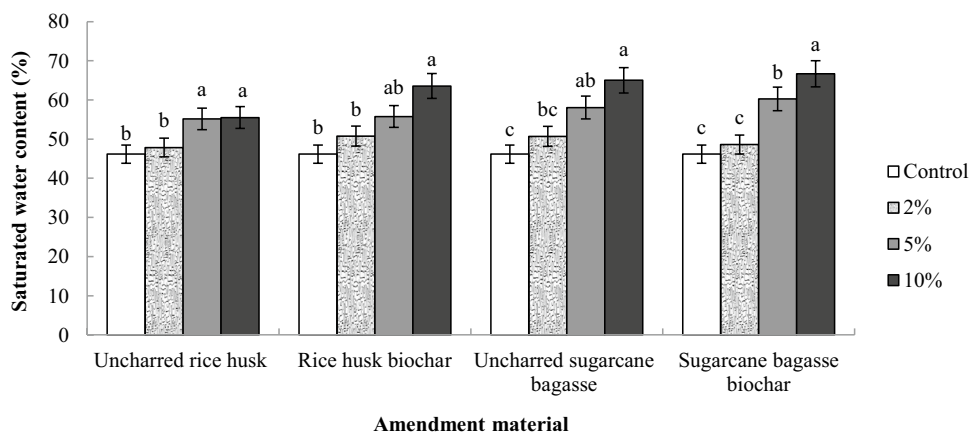 Saturated water content (%)
80
70
60
50
40
30
20
10
0
b
b
a
a
b
b
ab
a
c
bc
ab
a
c
c
b
a
Uncharred rice husk
Rice husk biochar
Uncharred sugarcane
bagasse
Sugarcane bagasse
biochar
Amendment material
Control
2%
5%
10%